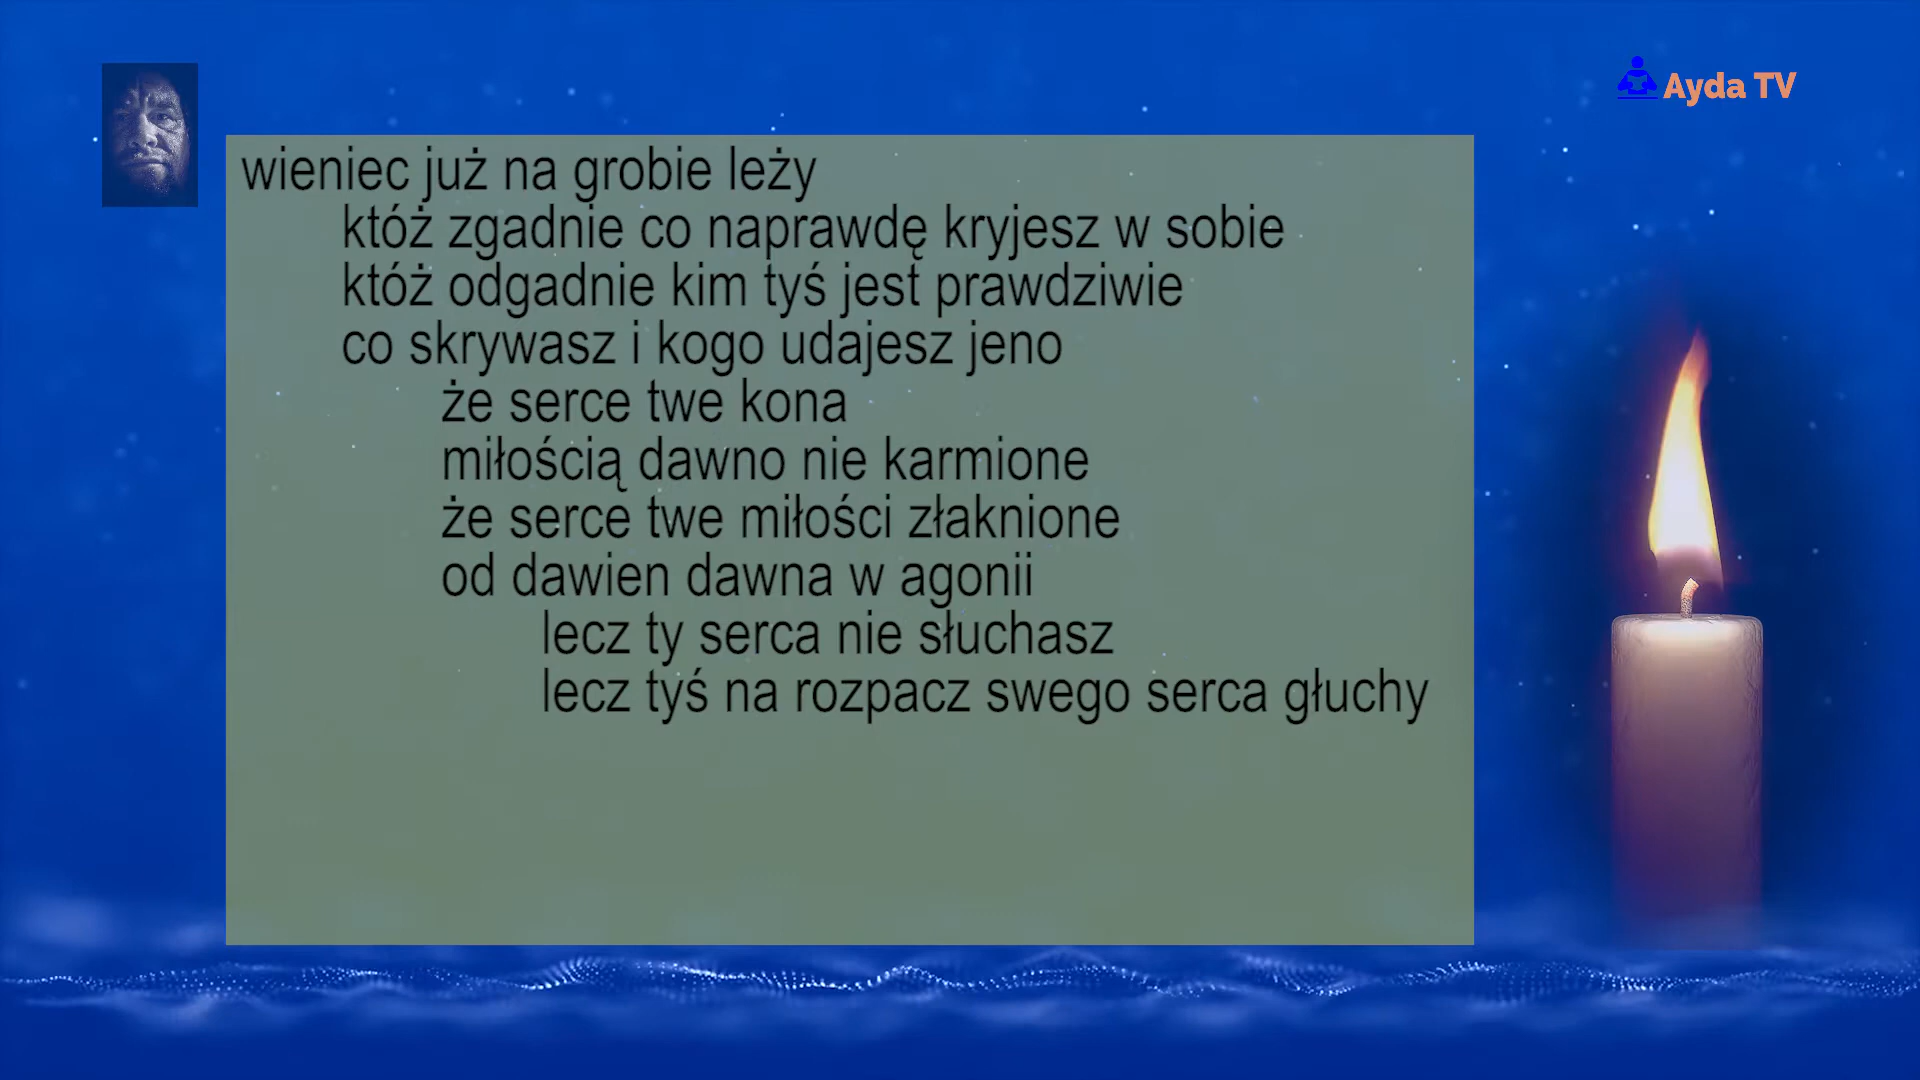 Ayda TV
wieniec już na grobie leży
któż zgadnie co naprawdę kryjesz w sobie
któż odgadnie kim tyś jest prawdziwie
co skrywasz i kogo udajesz jeno
że serce twe kona
miłością dawno nie karmione
że serce twe miłości złaknione
od dawien dawna w agonii
lecz ty serca nie słuchasz
lecz tyś na rozpacz swego serca głuchy